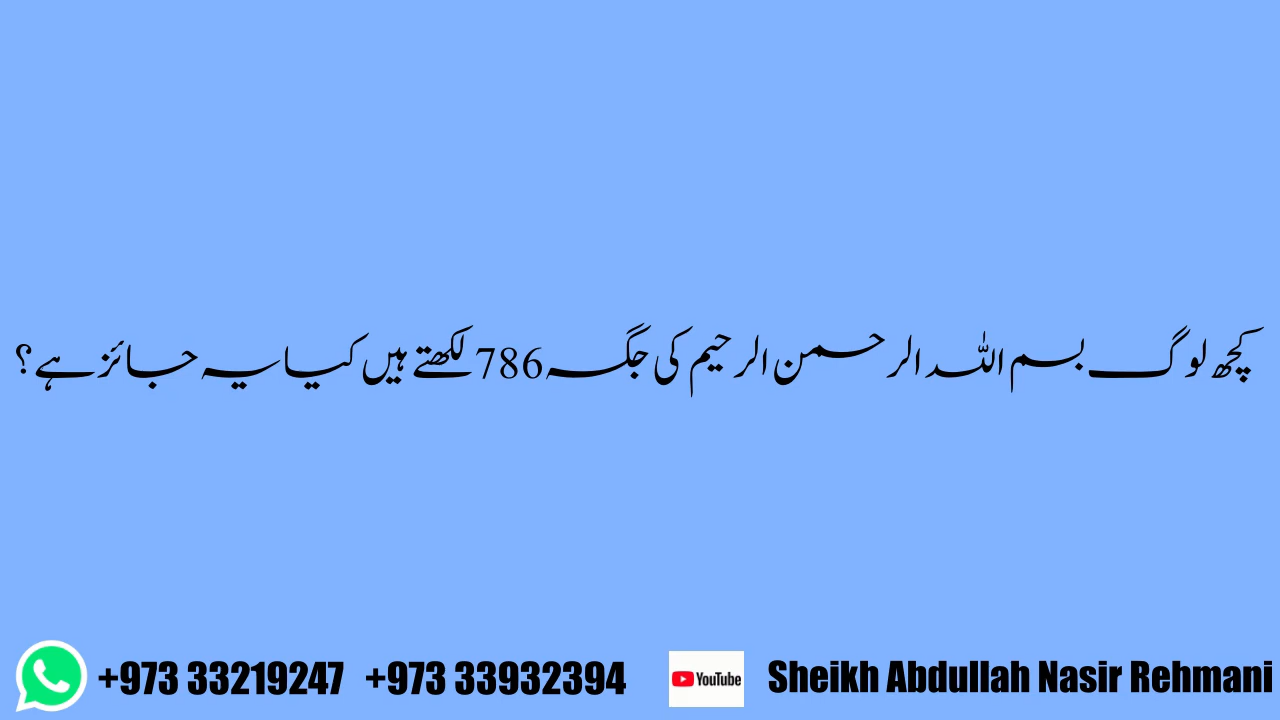 کچھ لوگ بسم اللہ الرحمن الرحیم کی جگہ 786 لکھتے ہیں کیا یہ جائز ہے؟
+973 33219247 +973 33932394 YouTube Sheikh Abdullah Nasir Rehmani